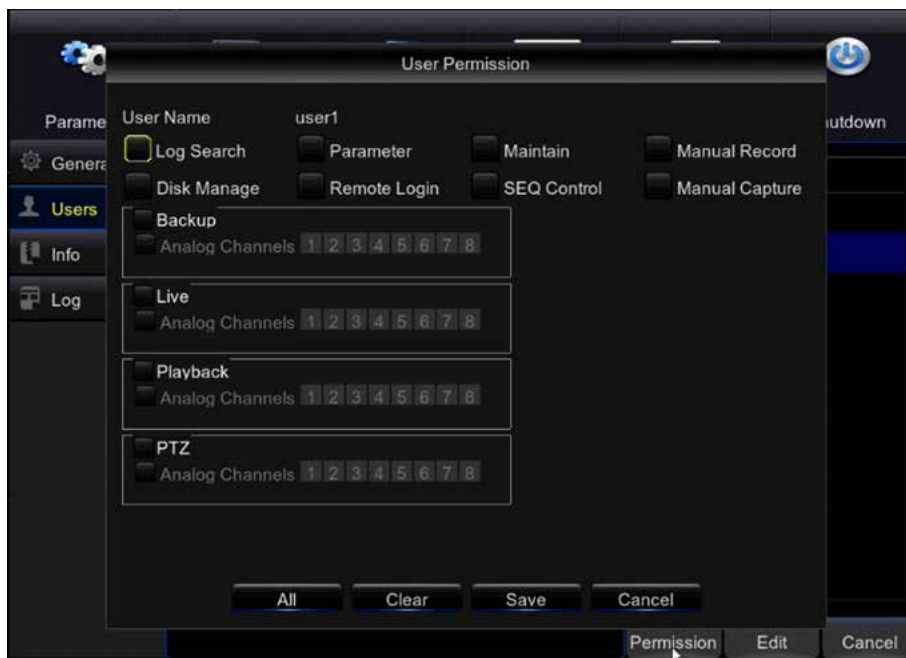 User Permission
Parame
utdown
User Name user1
Log Search Parameter Maintain Manual Record
Genera
Disk Manage Remote Login SEQ Control Manual Capture
Users
Backup
Analog Channels 1 2 3 4 5 6 7 8
Info
Live
Log
Analog Channels 1 2 3 4 5 6 7 8
Playback
Analog Channels 1 2 3 4 5 6 7 8
PTZ
Analog Channels 1 2 3 4 5 6 7 8
All Clear Save Cancel
Permission Edit Cancel